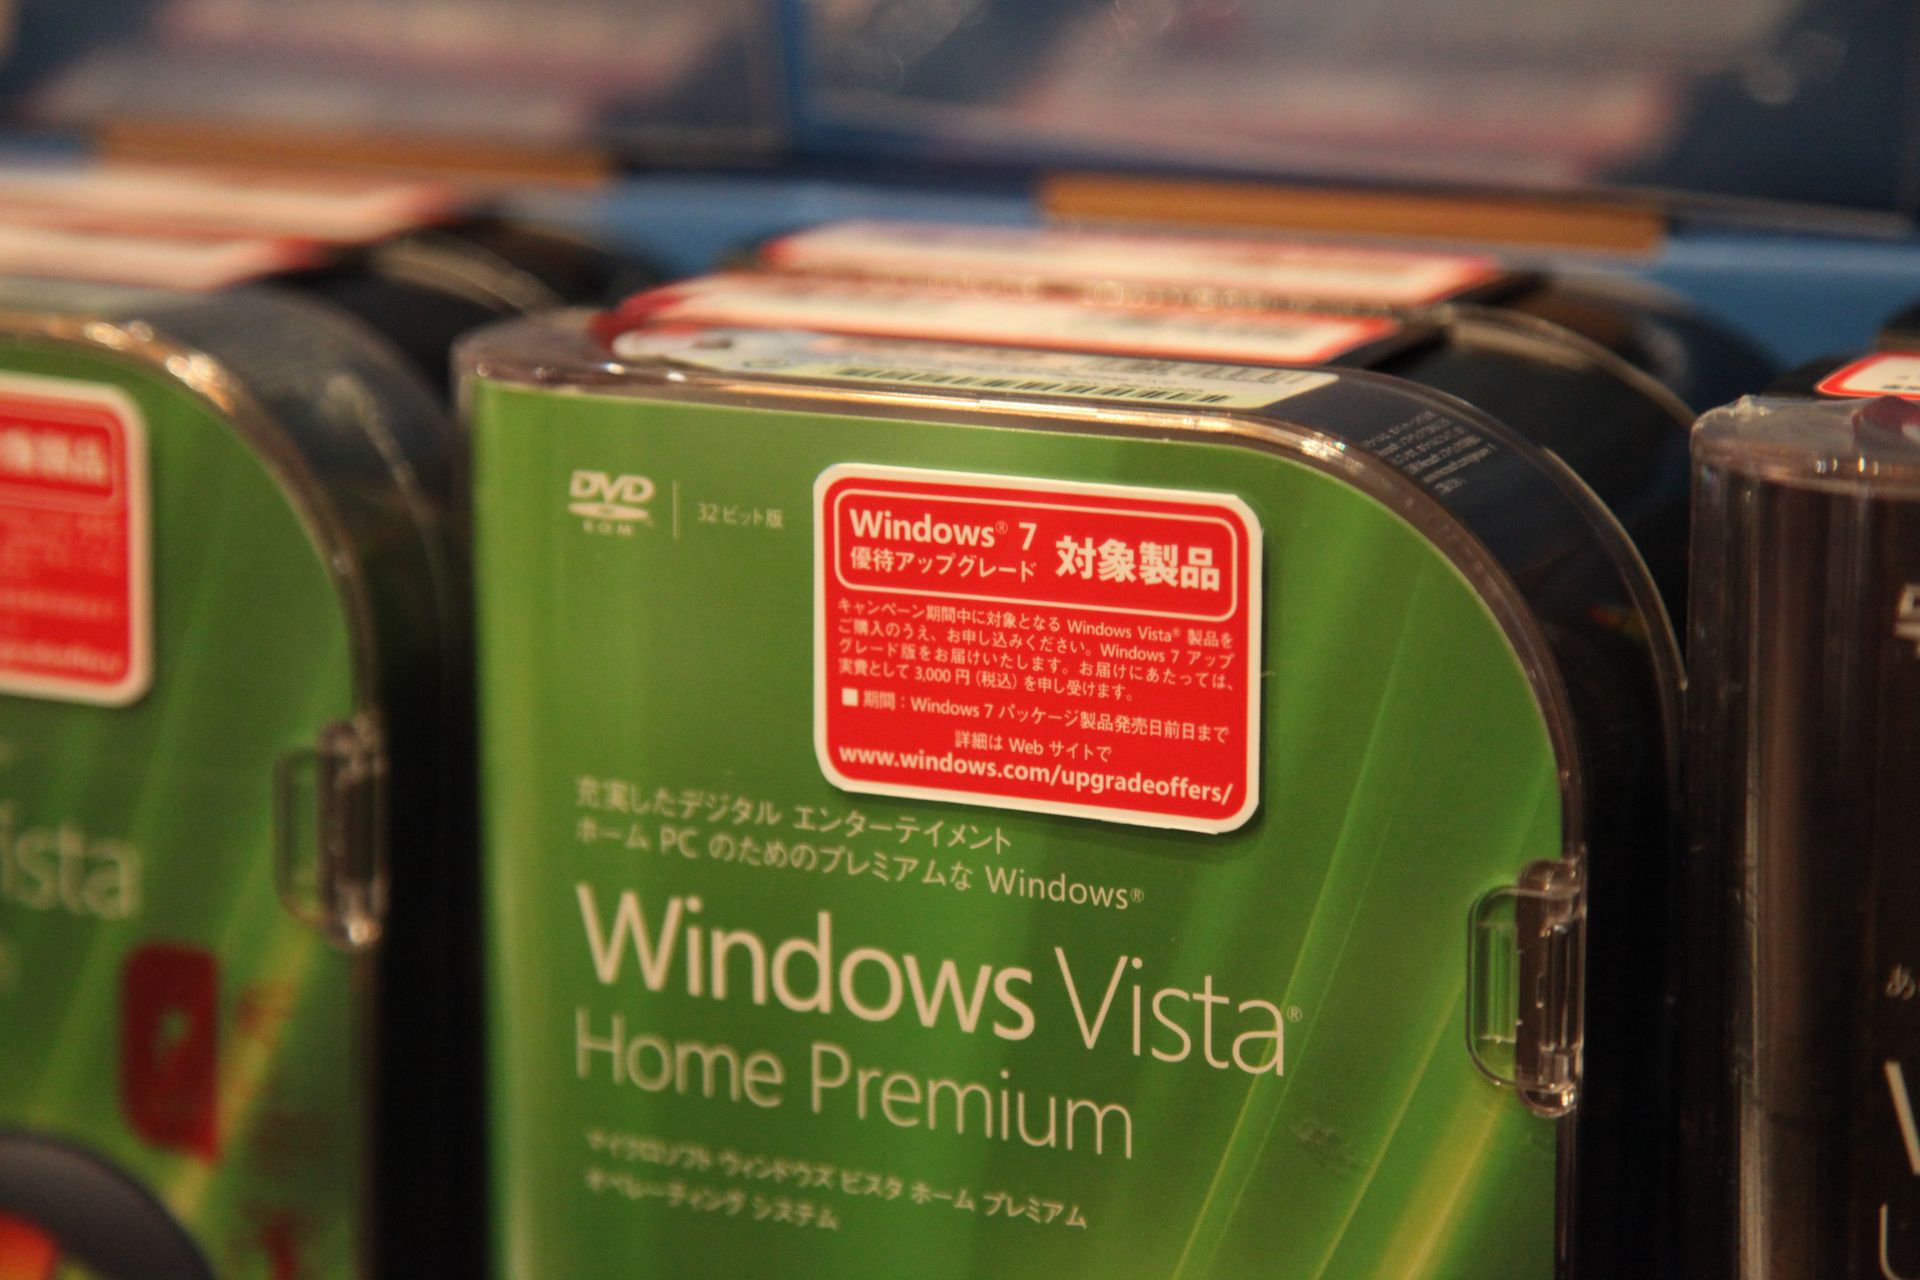 DVD
ROM
32ビット版
Windows® 7
優待アップグレード
対象製品
キャンペーン期間中に対象となる Windows Vista® 製品を
ご購入のうえ、お申し込みください。Windows 7 アップ
グレード版をお届けいたします。お届けにあたっては、
実費として 3,000 円 (税込) を申し受けます。
■ 期間：Windows 7 パッケージ製品発売日前日まで
詳細は Web サイトで
www.windows.com/upgradeoffers/
充実したデジタル エンターテイメント
ホーム PC のためのプレミアムな Windows®
Windows Vista®
Home Premium
マイクロソフト ウィンドウズ ビスタ ホーム プレミアム
オペレーティング システム
gradeoffers/
ista
あ